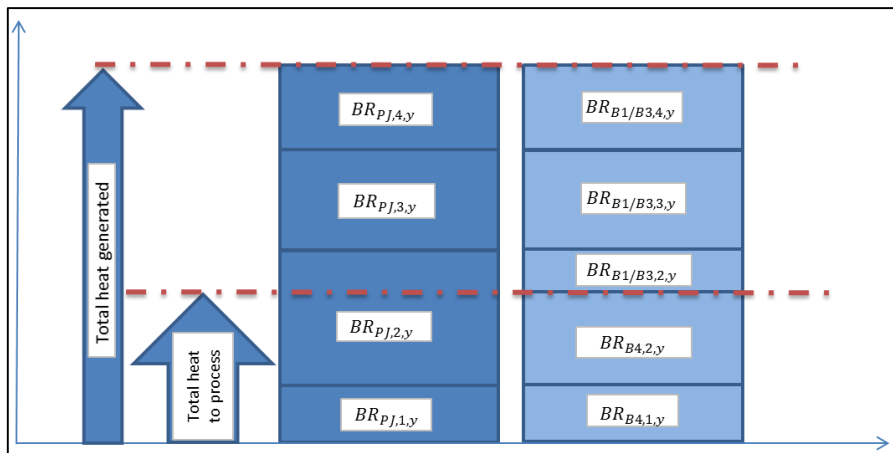 Total heat generated
Total heat
to process
BR_{PJ,4,y}
BR_{PJ,3,y}
BR_{PJ,2,y}
BR_{PJ,1,y}
BR_{B1/B3,4,y}
BR_{B1/B3,3,y}
BR_{B1/B3,2,y}
BR_{B4,2,y}
BR_{B4,1,y}